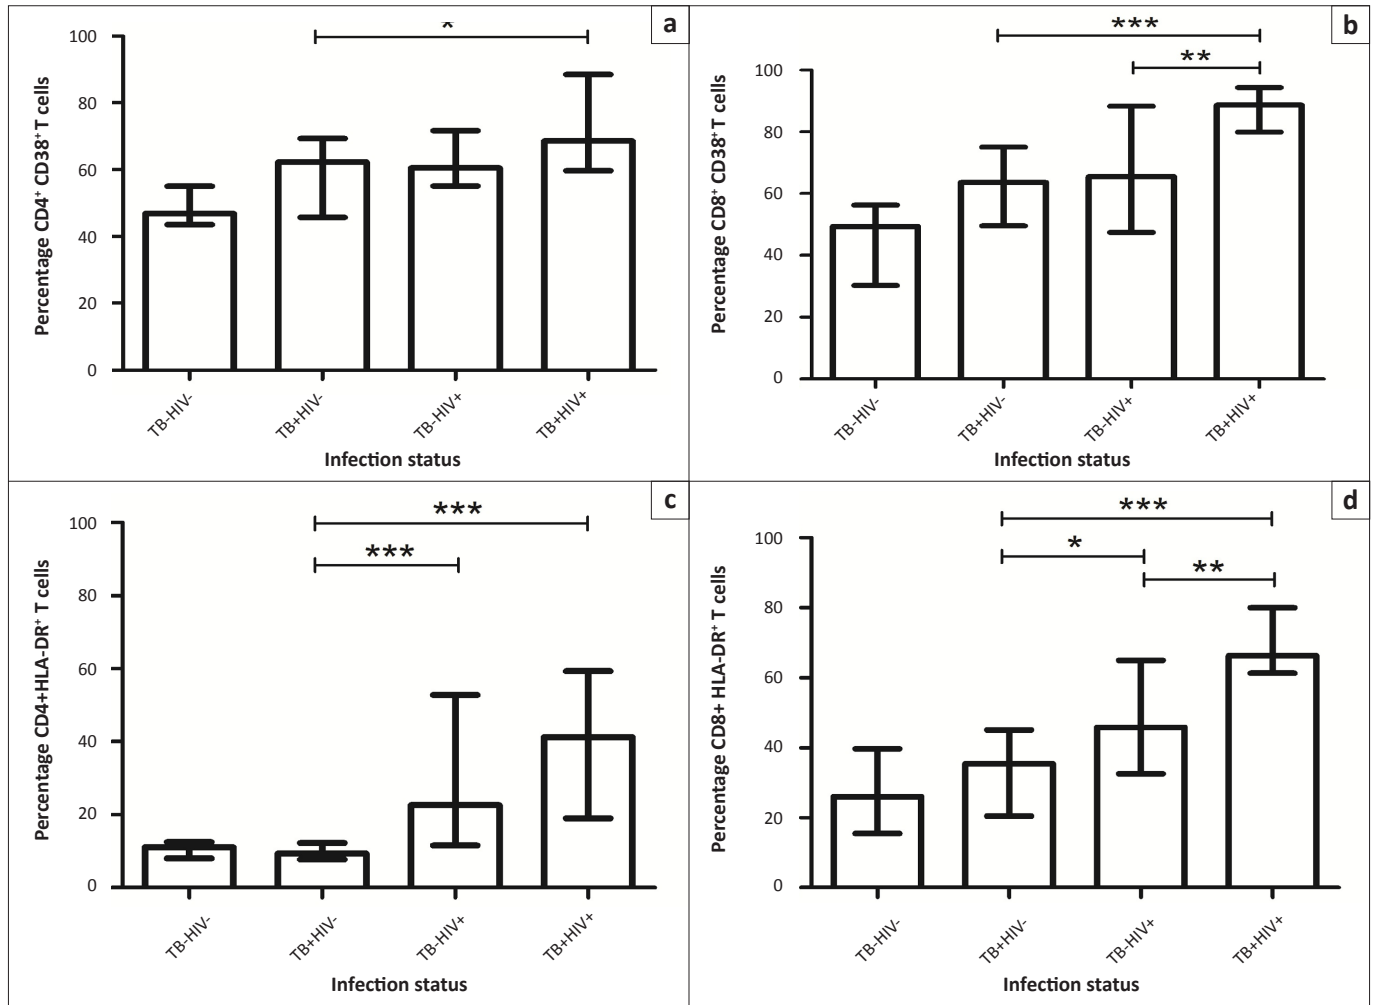 a
*
Percentage CD4⁺ CD38⁺T cells
100
80
60
40
20
0
TB-HIV-
TB+HIV-
TB-HIV+
TB+HIV+
Infection status
b
***
**
Percentage CD8⁺ CD38⁺T cells
100
80
60
40
20
0
TB-HIV-
TB+HIV-
TB-HIV+
TB+HIV+
Infection status
c
***
***
Percentage CD4+HLA-DR⁺ T cells
100
80
60
40
20
0
TB-HIV-
TB+HIV-
TB-HIV+
TB+HIV+
Infection status
d
***
*
**
Percentage CD8+ HLA-DR⁺ T cells
100
80
60
40
20
0
TB-HIV-
TB+HIV-
TB-HIV+
TB+HIV+
Infection status